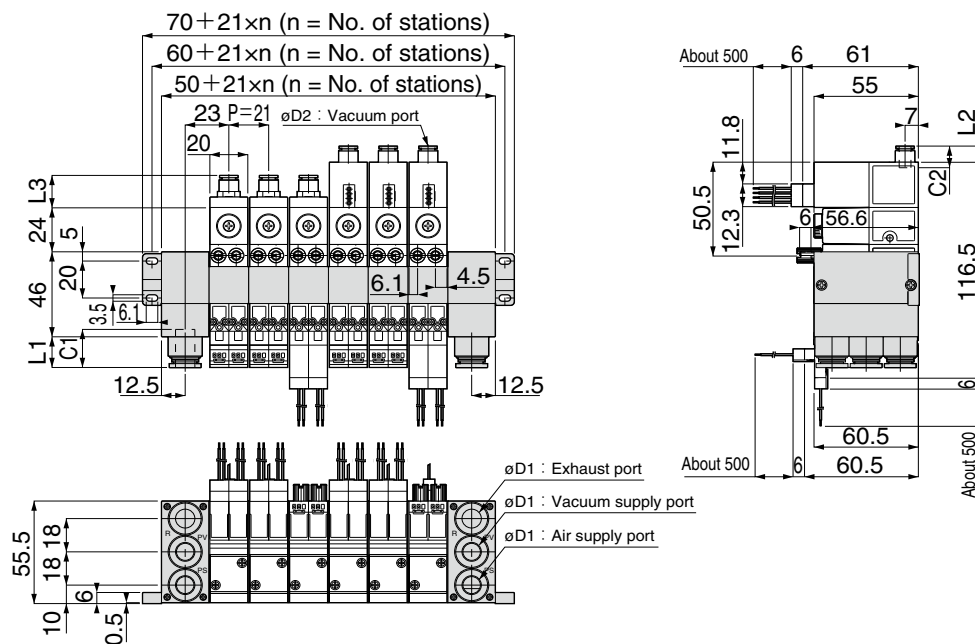 70＋21×n (n = No. of stations)
60＋21×n (n = No. of stations)
50＋21×n (n = No. of stations)
23 P=21
øD2：Vacuum port
20
L3
24
5
46
20
3.5
6.1
L1
C1
6.1
4.5
12.5
12.5
About 500
6
61
55
7
L2
11.8
C2
50.5
12.3
6
56.6
116.5
6
60.5
About 500
6
60.5
About 500
øD1：Exhaust port
øD1：Vacuum supply port
øD1：Air supply port
R
PV
PS
R
PV
PS
55.5
18
18
10
6
0.5